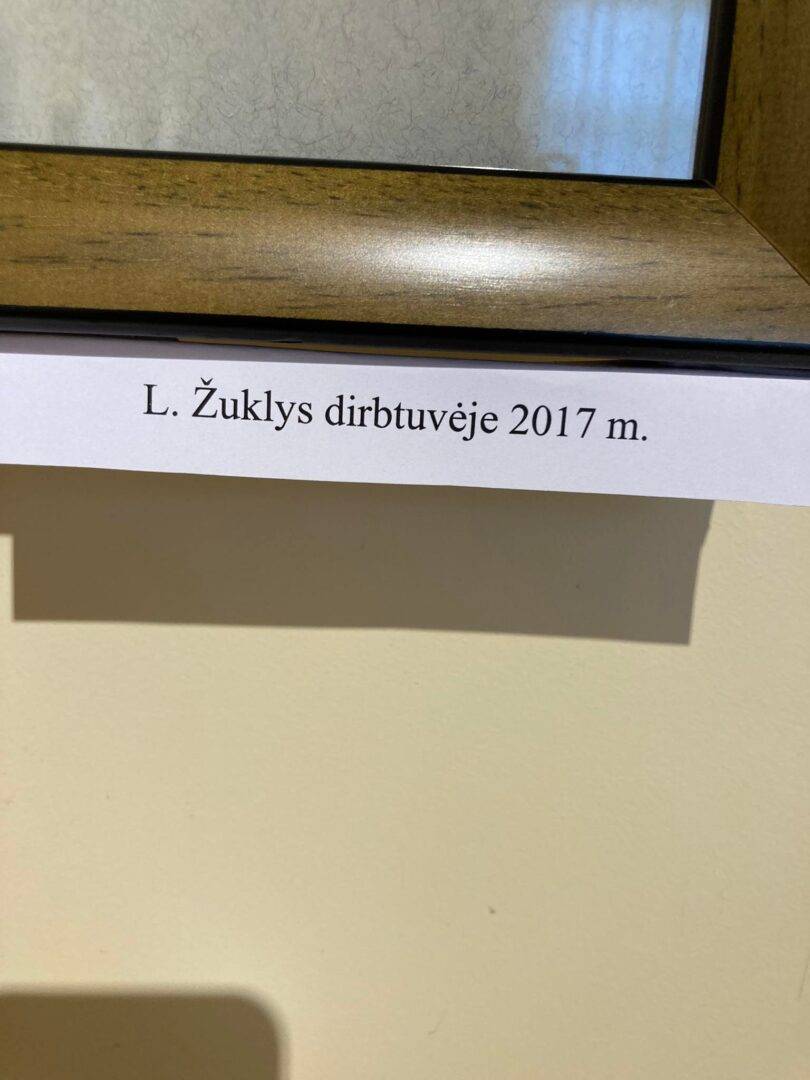 L. Žuklys dirbtuvėje 2017 m.